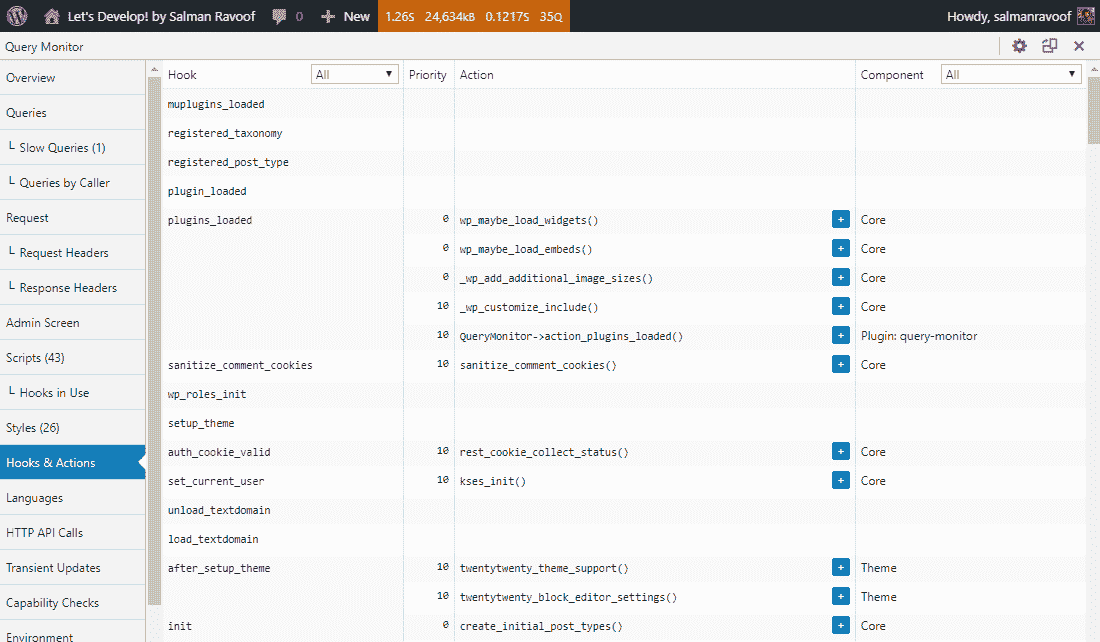 Let's Develop! by Salman Ravoof 0 New 1.26S 24,634KB 0.1217S 35Q Howdy, salmanravoof
Query Monitor
Overview
Queries
└ Slow Queries (1)
└ Queries by Caller
Request
└ Request Headers
└ Response Headers
Admin Screen
Scripts (43)
└ Hooks in Use
Styles (26)
Hooks & Actions
Languages
HTTP API Calls
Transient Updates
Capability Checks
Environment
Hook All Priority Action Component All
muplugins_loaded
registered_taxonomy
registered_post_type
plugin_loaded
plugins_loaded 0 wp_maybe_load_widgets() + Core
0 wp_maybe_load_embeds() + Core
0 _wp_add_additional_image_sizes() + Core
10 _wp_customize_include() + Core
10 QueryMonitor->action_plugins_loaded() + Plugin: query-monitor
sanitize_comment_cookies 10 sanitize_comment_cookies() + Core
wp_roles_init
setup_theme
auth_cookie_valid 10 rest_cookie_collect_status() + Core
set_current_user 10 kses_init() + Core
unload_textdomain
load_textdomain
after_setup_theme 10 twentytwenty_theme_support() + Theme
10 twentytwenty_block_editor_settings() + Theme
init 0 create_initial_post_types() + Core